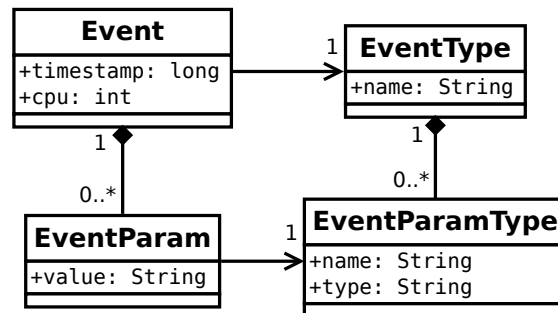 Event
+timestamp: long
+cpu: int
1
EventType
+name: String
1
1
0..*
0..*
EventParam
+value: String
1
EventParamType
+name: String
+type: String